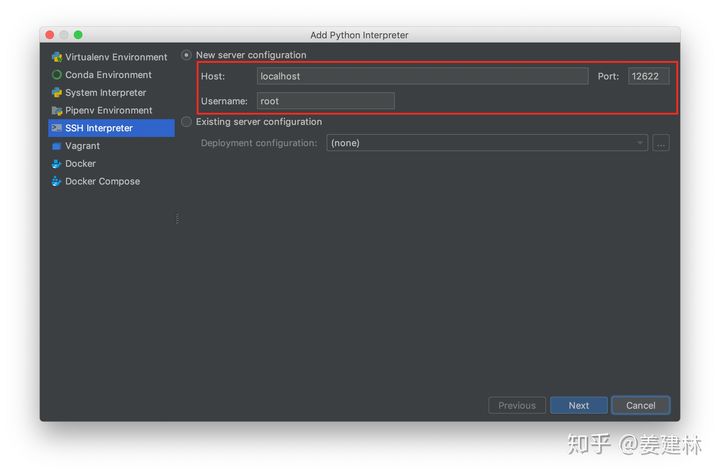 Add Python Interpreter
Virtualenv Environment
Conda Environment
System Interpreter
Pipenv Environment
SSH Interpreter
Vagrant
Docker
Docker Compose
New server configuration
Host: localhost Port: 12622
Username: root
Existing server configuration
Deployment configuration: (none) ...
Previous Next Cancel
知乎 @姜建林